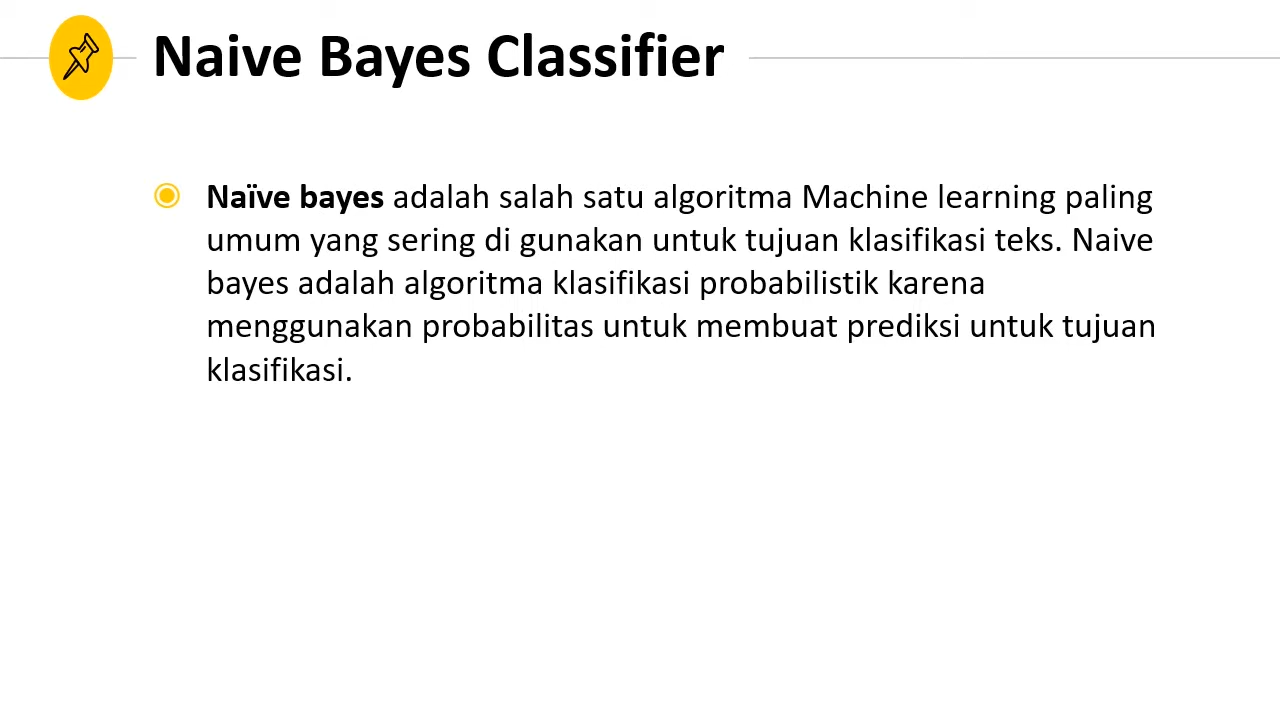 Naive Bayes Classifier
Naïve bayes adalah salah satu algoritma Machine learning paling
umum yang sering di gunakan untuk tujuan klasifikasi teks. Naive
bayes adalah algoritma klasifikasi probabilistik karena
menggunakan probabilitas untuk membuat prediksi untuk tujuan
klasifikasi.